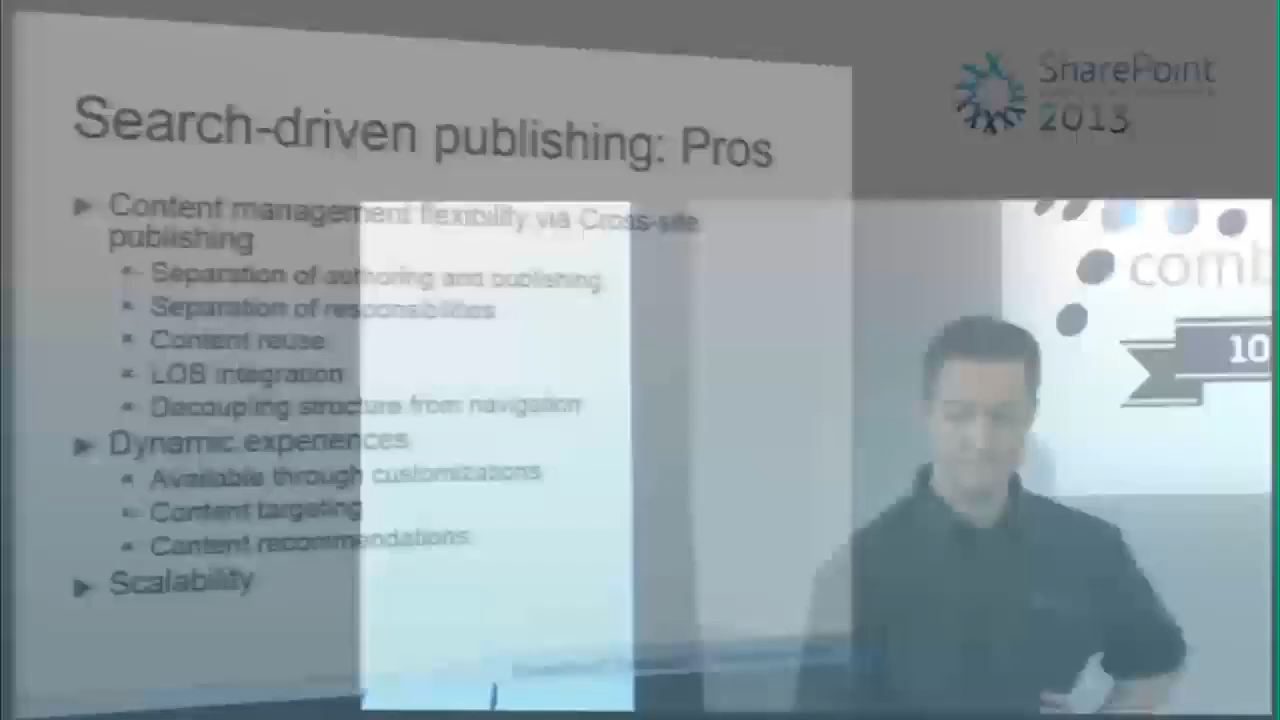 SharePoint
2013
Search-driven publishing: Pros
Content management flexibility via Cross-site
publishing
Separation of authoring and publishing
Separation of responsibilities
Content reuse
LOB integration
Decoupling structure from navigation
Dynamic experiences
Available through customizations
Content targeting
Content recommendations
Scalability
comb
10